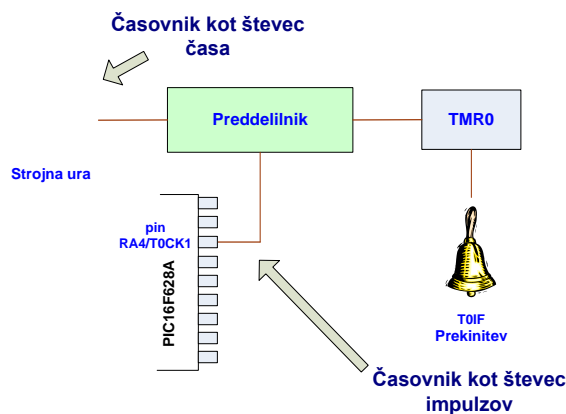 Časovnik kot števec
časa
Preddelilnik
TMR0
Strojna ura
pin
RA4/T0CK1
PIC16F628A
T0IF
Prekinitev
Časovnik kot števec
impulzov